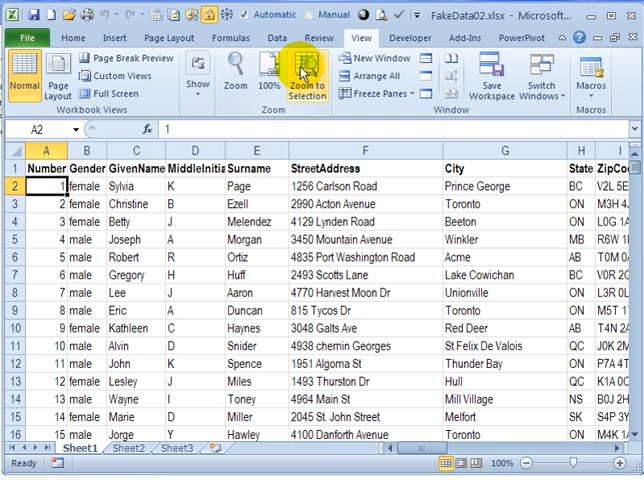 Automatic Manual FakeData02.xlsx - Microsoft...
File Home Insert Page Layout Formulas Data Review View Developer Add-Ins PowerPivot
Normal Page Layout Page Break Preview Custom Views Full Screen Show Zoom 100% Zoom to Selection New Window Arrange All Freeze Panes Save Workspace Switch Windows Macros
Workbook Views Zoom Window Macros
A2 fx 1
A B C D E F G H I
1 Number Gender GivenName MiddleInitia Surname StreetAddress City State ZipCo
2 1 female Sylvia K Page 1256 Carlson Road Prince George BC V2L 5E
3 2 female Christine B Ezell 2990 Acton Avenue Toronto ON M3H 4
4 3 female Betty J Melendez 4129 Lynden Road Beeton ON L0G 1A
5 4 male Joseph A Morgan 3450 Mountain Avenue Winkler MB R6W 1
6 5 male Robert R Ortiz 4835 Port Washington Road Acme AB T0M 0
7 6 male Gregory H Huff 2493 Scotts Lane Lake Cowichan BC V0R 2
8 7 male Lee J Aaron 4770 Harvest Moon Dr Unionville ON L3R 0
9 8 male Eric A Duncan 815 Tycos Dr Toronto ON M5T 1
10 9 female Kathleen C Haynes 3048 Galts Ave Red Deer AB T4N 2
11 10 male Alvin D Snider 4938 chemin Georges St Felix De Valois QC J0K 2
12 11 male John K Spence 1951 Algoma St Thunder Bay ON P7A 4
13 12 female Lesley J Miles 1493 Thurston Dr Hull QC K1A 0
14 13 male Wayne I Toney 4964 Main St Mill Village NS B0J 2
15 14 female Marie D Miller 2045 St. John Street Melfort SK S4P 3
16 15 male Jorge Y Hawley 4100 Danforth Avenue Toronto ON M4K 1
Sheet1 Sheet2 Sheet3
Ready 100%